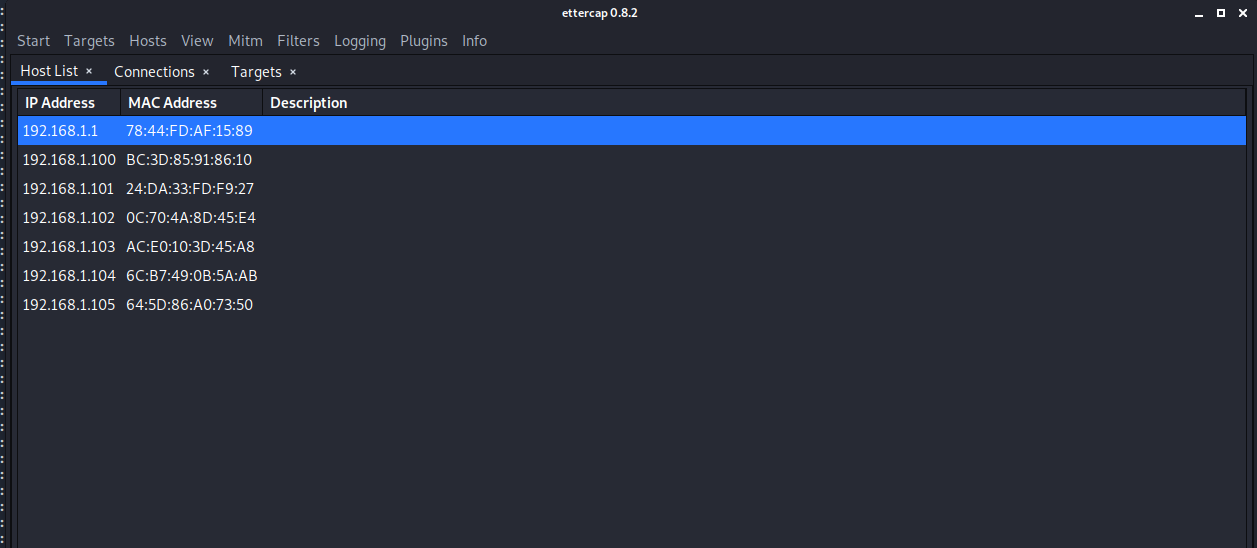 ettercap 0.8.2
Start Targets Hosts View Mitm Filters Logging Plugins Info
Host List × Connections × Targets ×
IP Address MAC Address Description
192.168.1.1 78:44:FD:AF:15:89
192.168.1.100 BC:3D:85:91:86:10
192.168.1.101 24:DA:33:FD:F9:27
192.168.1.102 0C:70:4A:8D:45:E4
192.168.1.103 AC:E0:10:3D:45:A8
192.168.1.104 6C:B7:49:0B:5A:AB
192.168.1.105 64:5D:86:A0:73:50